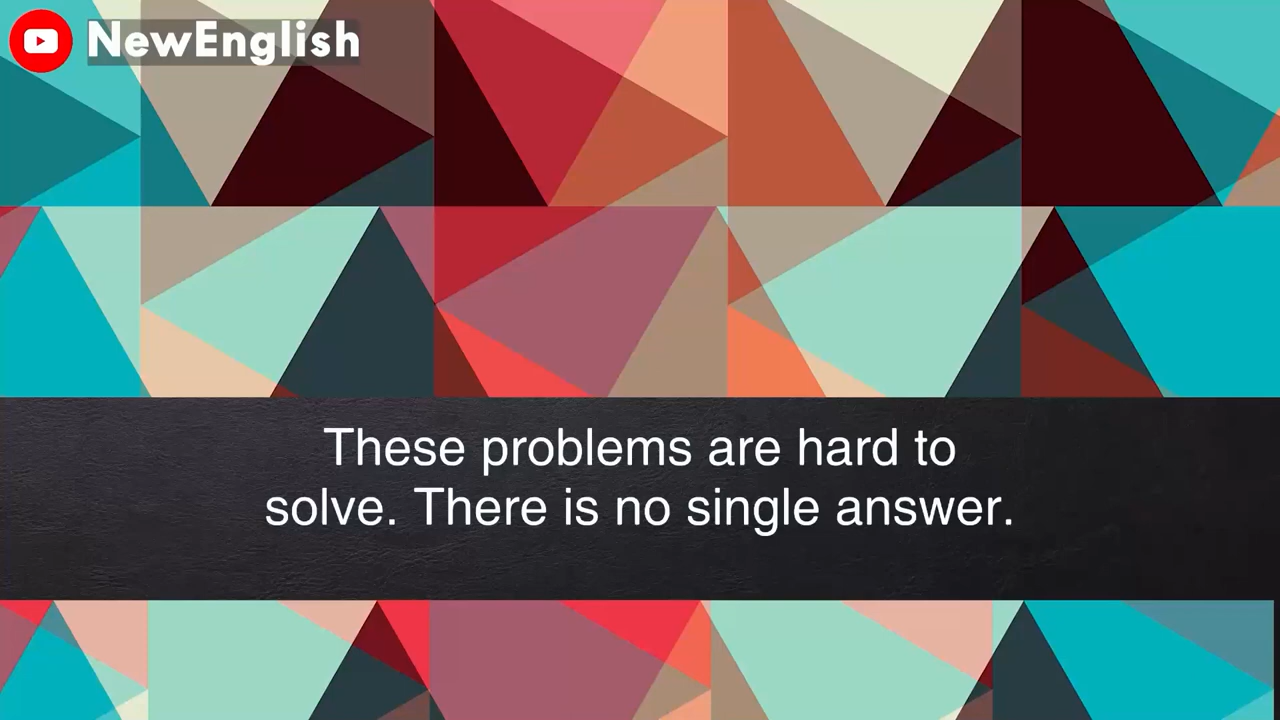 NewEnglish
These problems are hard to
solve. There is no single answer.